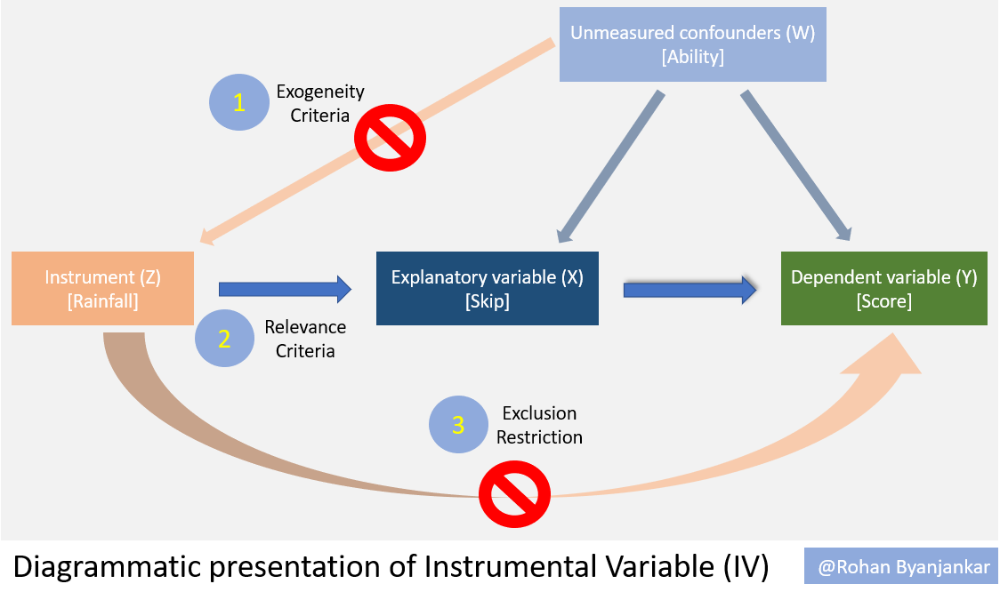 Unmeasured confounders (W)
[Ability]
1
Exogeneity
Criteria
Instrument (Z)
[Rainfall]
Explanatory variable (X)
[Skip]
Dependent variable (Y)
[Score]
2
Relevance
Criteria
3
Exclusion
Restriction
Diagrammatic presentation of Instrumental Variable (IV)
@Rohan Byanjankar